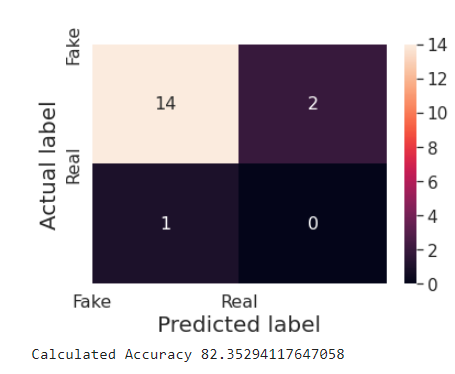 Fake
Real
Actual label
14 2
1 0
Fake Real
Predicted label
14
12
10
8
6
4
2
0
Calculated Accuracy 82.35294117647058